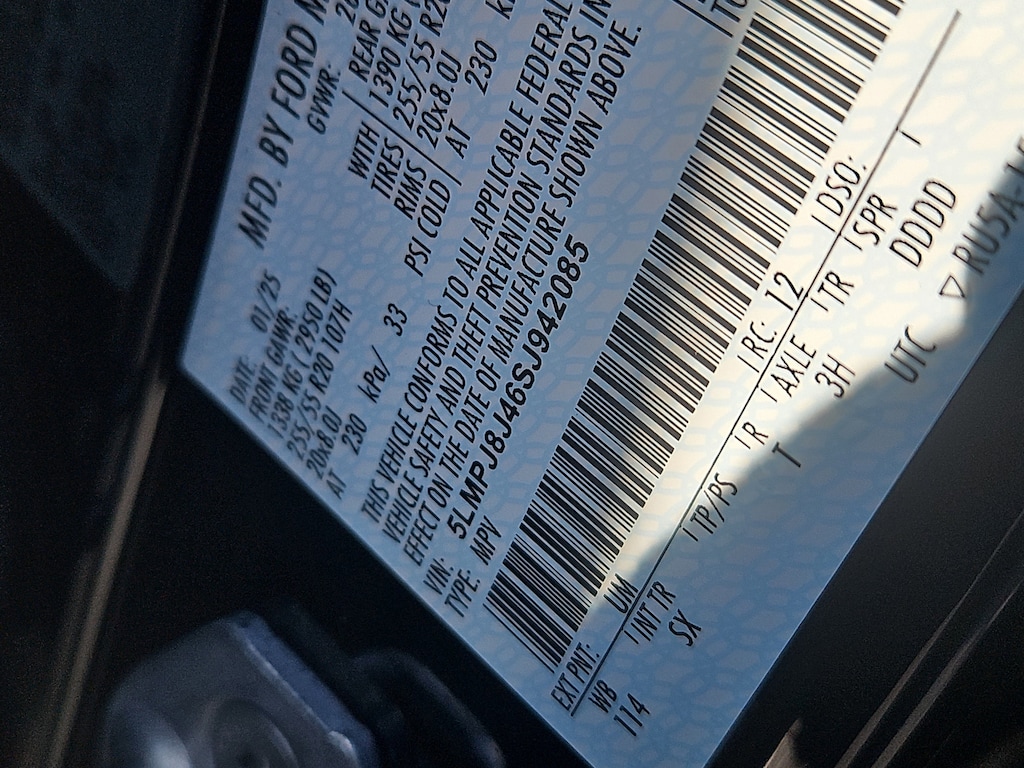 MFD. BY FORD M
DATE: 01/25 GVWR: 
FRONT GAWR: REAR G
1338 KG ( 2950 LB) WITH 1390 KG (
255/55 R20 107H TIRES 255/55 R20
20x8.0J RIMS 20x8.0J
AT 230 kPa/ 33 PSI COLD AT 230
THIS VEHICLE CONFORMS TO ALL APPLICABLE FEDERAL
VEHICLE SAFETY AND THEFT PREVENTION STANDARDS IN
EFFECT ON THE DATE OF MANUFACTURE SHOWN ABOVE.
VIN: 5LMPJ8J46SJ942085
TYPE: MPV
EXT PNT: UM RC: 12 DSO:
WB INT TR TP/PS R AXLE TR SPR
114 SX T 3H DDDD
UTC ▽ RU5A-1